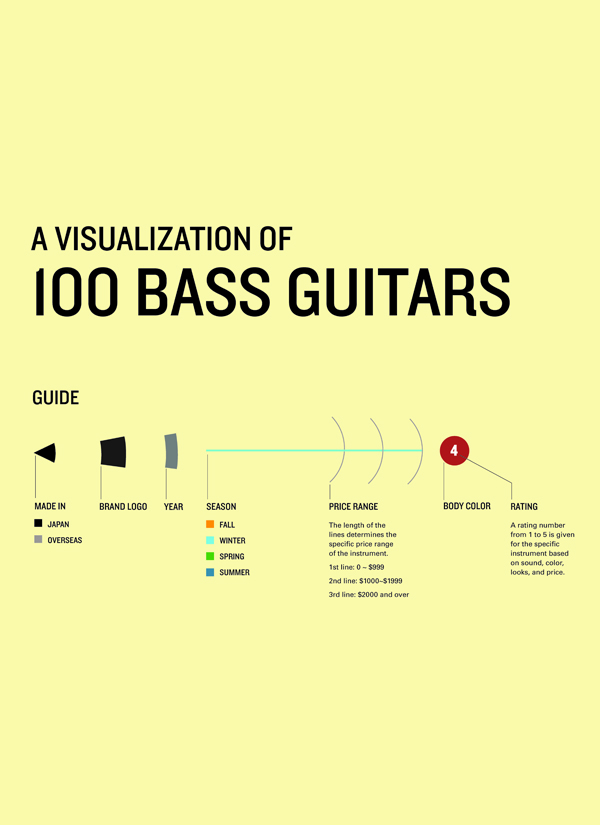 A VISUALIZATION OF
100 BASS GUITARS
GUIDE
4
MADE IN
JAPAN
OVERSEAS
BRAND LOGO
YEAR
SEASON
FALL
WINTER
SPRING
SUMMER
PRICE RANGE
The length of the
lines determines the
specific price range
of the instrument.
1st line: 0 ~ $999
2nd line: $1000~$1999
3rd line: $2000 and over
BODY COLOR
RATING
A rating number
from 1 to 5 is given
for the specific
instrument based
on sound, color,
looks, and price.